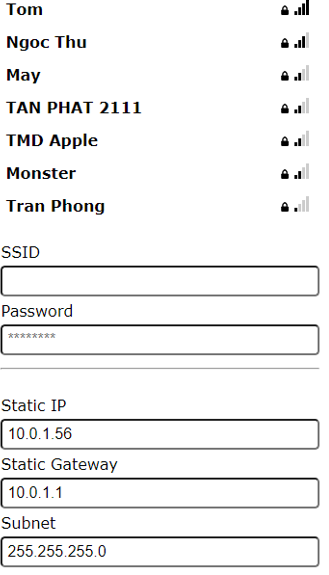 Tom
Ngoc Thu
May
TAN PHAT 2111
TMD Apple
Monster
Tran Phong
SSID
Password
********
Static IP
10.0.1.56
Static Gateway
10.0.1.1
Subnet
255.255.255.0